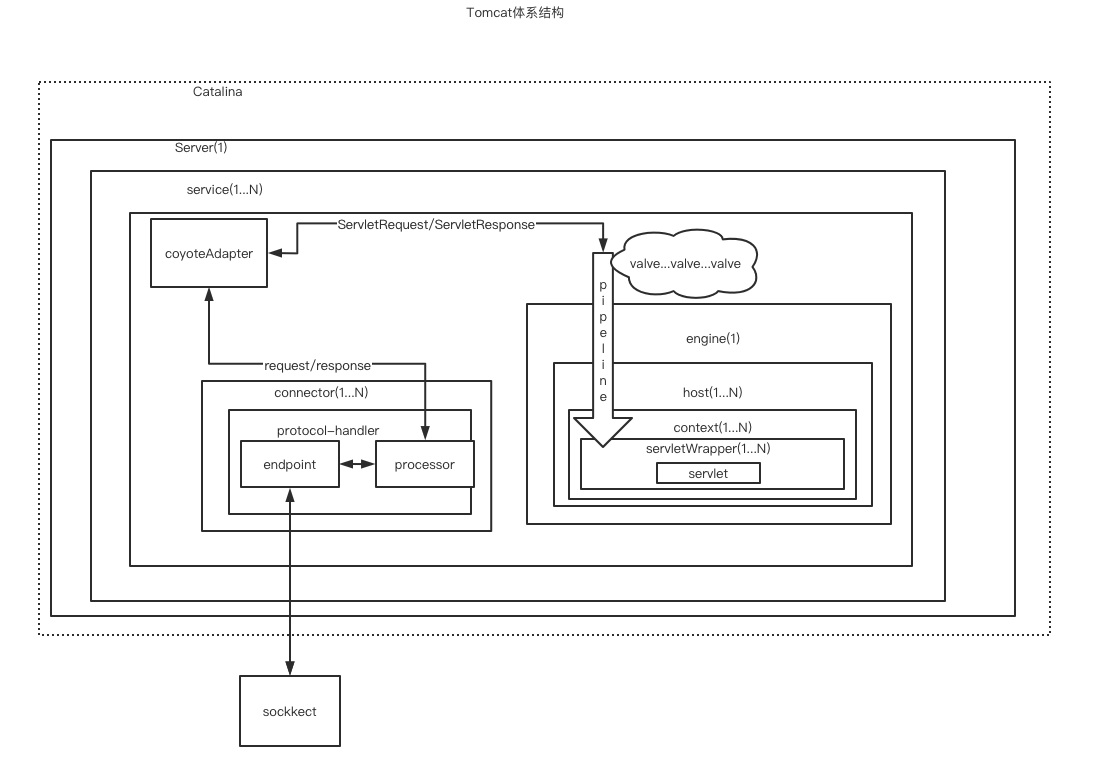 Tomcat体系结构
Catalina
Server(1)
service(1...N)
coyoteAdapter
ServletRequest/ServletResponse
valve...valve...valve
pipeline
engine(1)
request/response
connector(1...N)
host(1...N)
protocol-handler
context(1...N)
servletWrapper(1...N)
endpoint
processor
servlet
sockkect